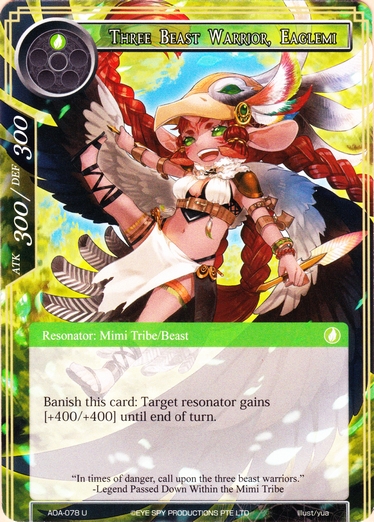 Three Beast Warrior, Eaglemi
ATK 300 / DEF 300
Resonator: Mimi Tribe/Beast
Banish this card: Target resonator gains
[+400/+400] until end of turn.
"In times of danger, call upon the three beast warriors."
-Legend Passed Down Within the Mimi Tribe
AOA-078 U ©EYE SPY PRODUCTIONS PTE LTD Illust/yua